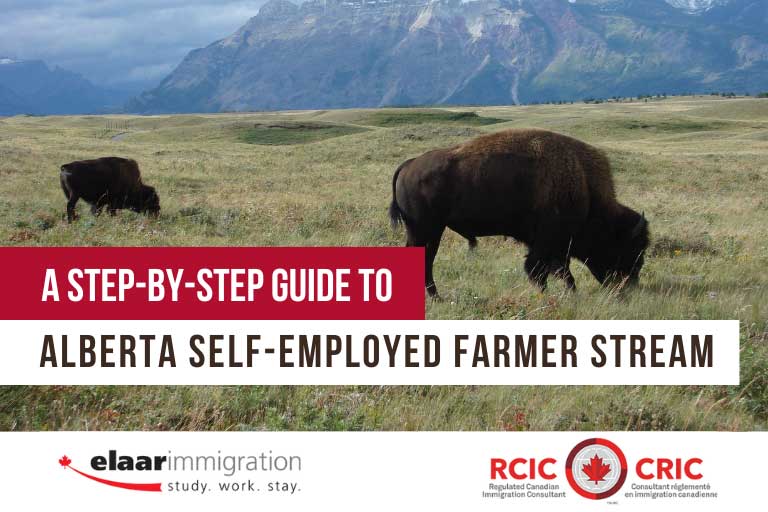 A STEP-BY-STEP GUIDE TO
ALBERTA SELF-EMPLOYED FARMER STREAM
elaarimmigration
study. work. stay.
RCIC CRIC
Regulated Canadian Immigration Consultant
Consultant réglementé en immigration canadienne